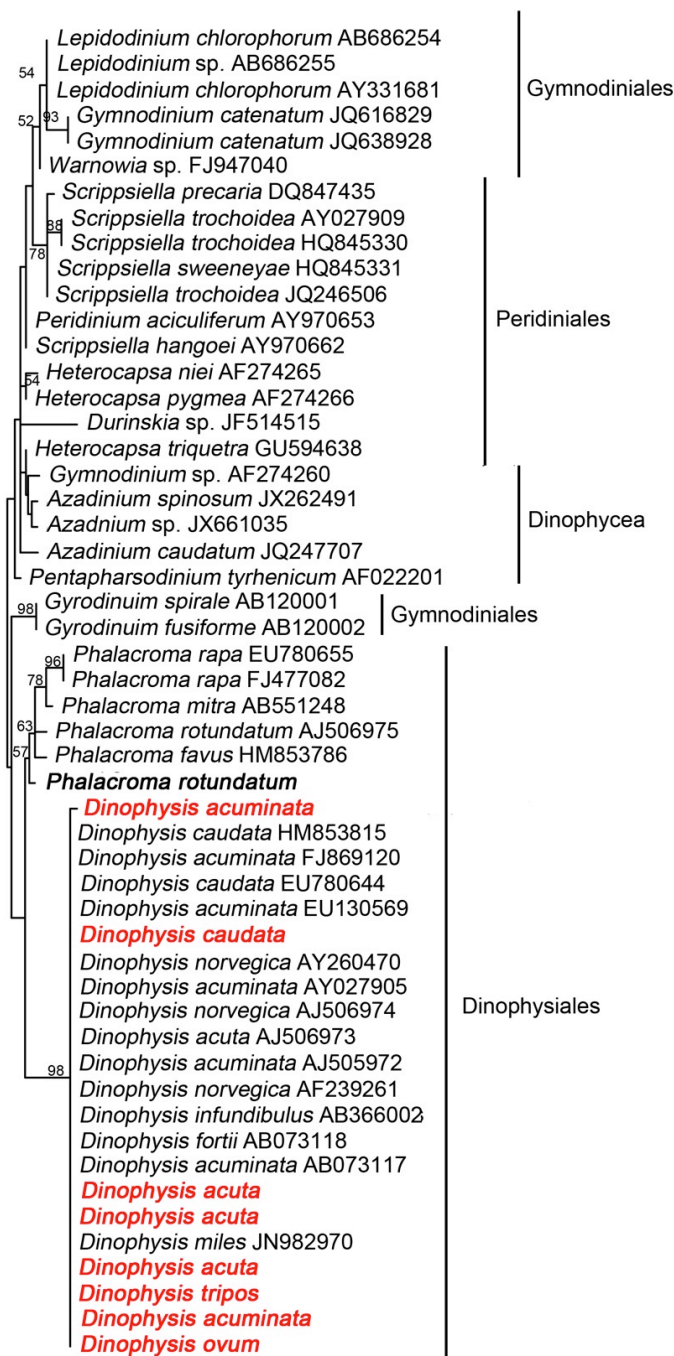 Lepidodinium chlorophorum AB686254
Lepidodinium sp. AB686255
54
Lepidodinium chlorophorum AY331681
Gymnodiniales
93
Gymnodinium catenatum JQ616829
52
Gymnodinium catenatum JQ638928
Warnowia sp. FJ947040
Scrippsiella precaria DQ847435
88
Scrippsiella trochoidea AY027909
Scrippsiella trochoidea HQ845330
78
Scrippsiella sweeneyae HQ845331
Scrippsiella trochoidea JQ246506
Peridinium aciculiferum AY970653
Peridiniales
Scrippsiella hangoei AY970662
54
Heterocapsa niei AF274265
Heterocapsa pygmea AF274266
Durinskia sp. JF514515
Heterocapsa triquetra GU594638
Gymnodinium sp. AF274260
Azadinium spinosum JX262491
Azadnium sp. JX661035
Dinophycea
Azadinium caudatum JQ247707
Pentapharsodinium tyrhenicum AF022201
98
Gyrodinuim spirale AB120001
Gymnodiniales
Gyrodinuim fusiforme AB120002
96
Phalacroma rapa EU780655
78
Phalacroma rapa FJ477082
Phalacroma mitra AB551248
63
Phalacroma rotundatum AJ506975
57
Phalacroma favus HM853786
Phalacroma rotundatum
Dinophysis acuminata
Dinophysis caudata HM853815
Dinophysis acuminata FJ869120
Dinophysis caudata EU780644
Dinophysis acuminata EU130569
Dinophysis caudata
Dinophysis norvegica AY260470
Dinophysis acuminata AY027905
Dinophysiales
Dinophysis norvegica AJ506974
Dinophysis acuta AJ506973
98
Dinophysis acuminata AJ505972
Dinophysis norvegica AF239261
Dinophysis infundibulus AB366002
Dinophysis fortii AB073118
Dinophysis acuminata AB073117
Dinophysis acuta
Dinophysis acuta
Dinophysis miles JN982970
Dinophysis acuta
Dinophysis tripos
Dinophysis acuminata
Dinophysis ovum